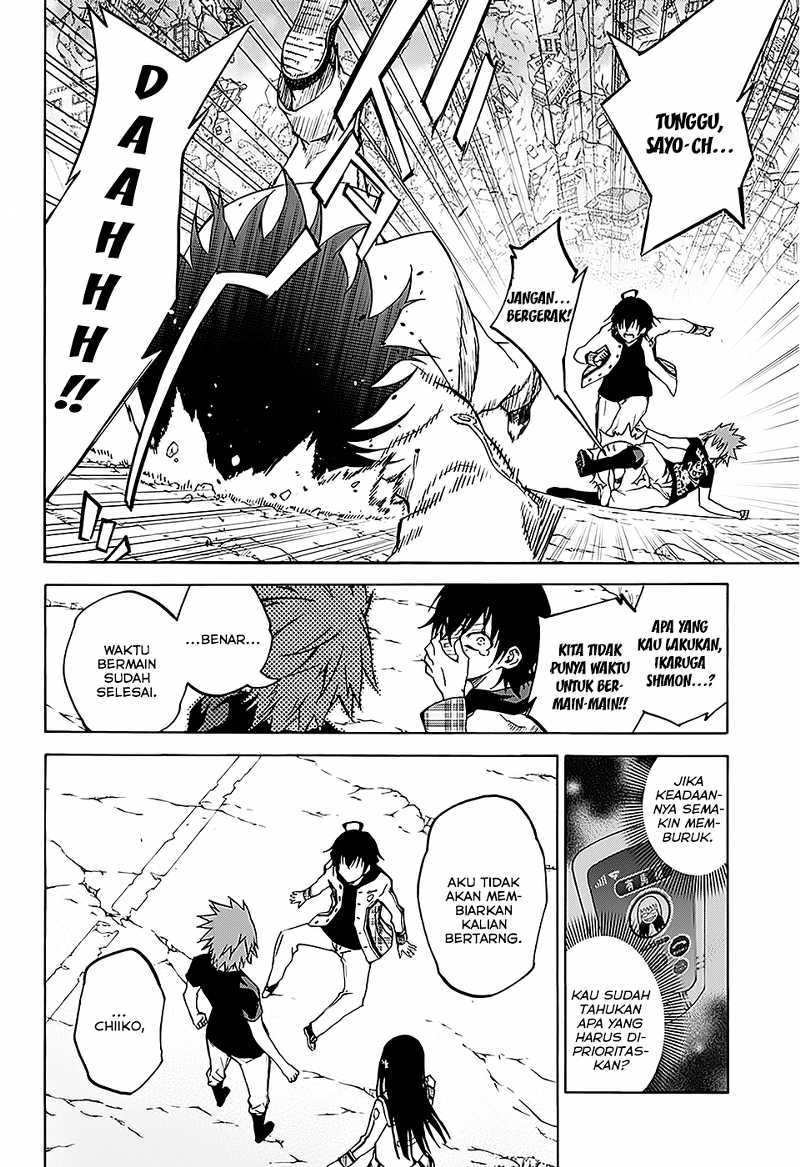 TUNGGU,
SAYO-CH...
JANGAN...
BERGERAK!
DAAHHH!!
APA YANG
KAU LAKUKAN,
IKARUGA
SHIMON...?
KITA TIDAK
PUNYA WAKTU
UNTUK BER-
MAIN-MAIN!!
...BENAR...
WAKTU
BERMAIN
SUDAH
SELESAI.
JIKA
KEADAAN-
NYA SEMA-
KIN MEM-
BURUK.
KAU SUDAH
TAHUKAN
APA YANG
HARUS DI-
PRIORITAS-
KAN?
AKU TIDAK
AKAN MEM-
BIARKAN
KALIAN
BERTARNG.
...
CHIIKO,